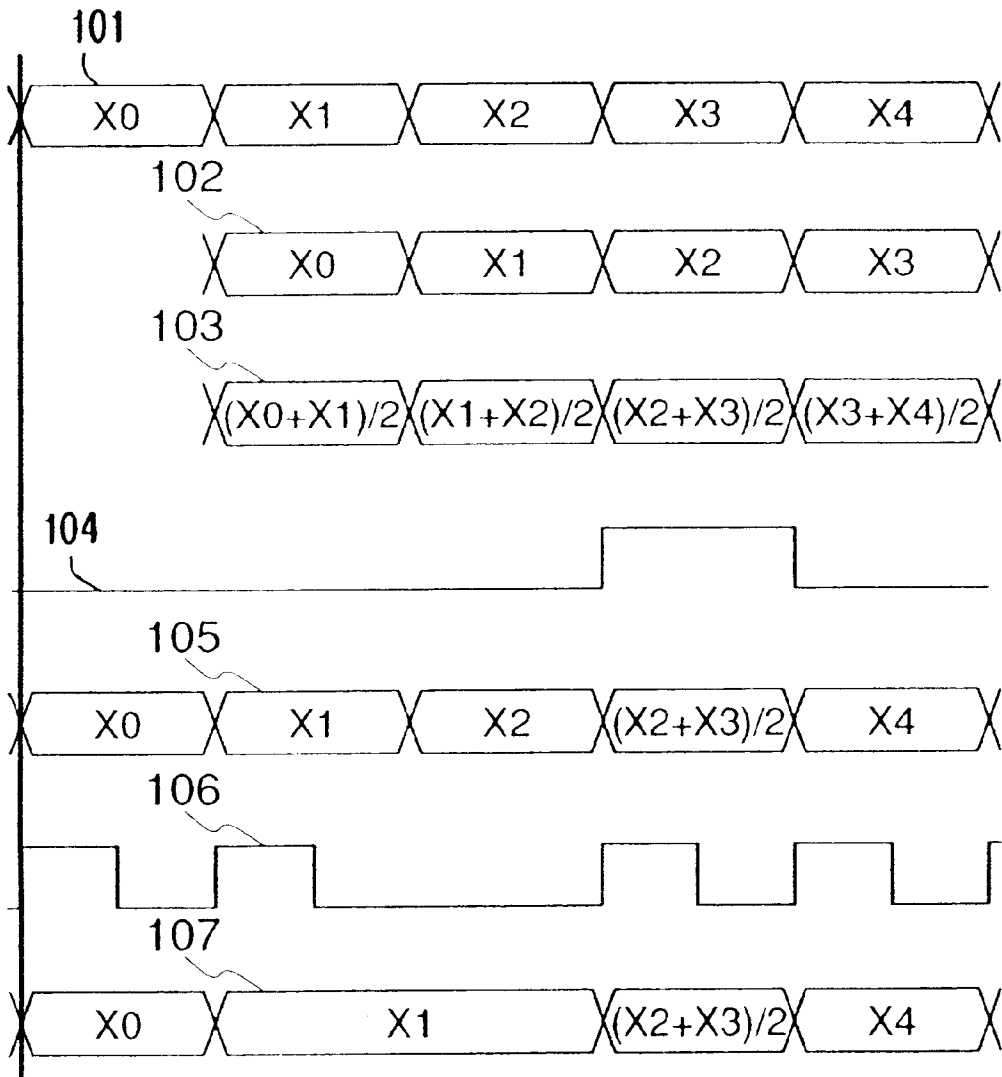 101
X0 X1 X2 X3 X4
102
X0 X1 X2 X3
103
(X0+X1)/2 (X1+X2)/2 (X2+X3)/2 (X3+X4)/2
104
105
X0 X1 X2 (X2+X3)/2 X4
106
107
X0 X1 (X2+X3)/2 X4